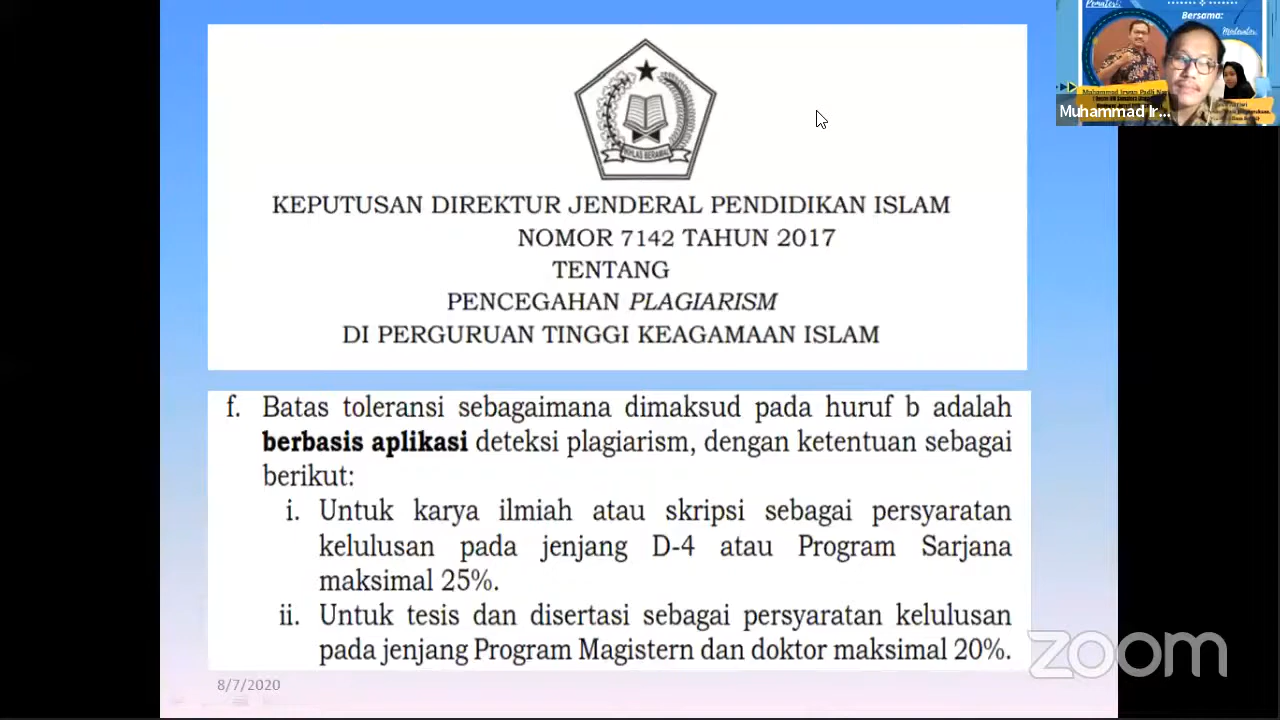 IKHLAS BERAMAL
KEPUTUSAN DIREKTUR JENDERAL PENDIDIKAN ISLAM
NOMOR 7142 TAHUN 2017
TENTANG
PENCEGAHAN PLAGIARISM
DI PERGURUAN TINGGI KEAGAMAAN ISLAM
f. Batas toleransi sebagaimana dimaksud pada huruf b adalah
berbasis aplikasi deteksi plagiarism, dengan ketentuan sebagai
berikut:
i. Untuk karya ilmiah atau skripsi sebagai persyaratan
kelulusan pada jenjang D-4 atau Program Sarjana
maksimal 25%.
ii. Untuk tesis dan disertasi sebagai persyaratan kelulusan
pada jenjang Program Magistern dan doktor maksimal 20%.
8/7/2020
zoom
Bersama:
Muhammad Ir...